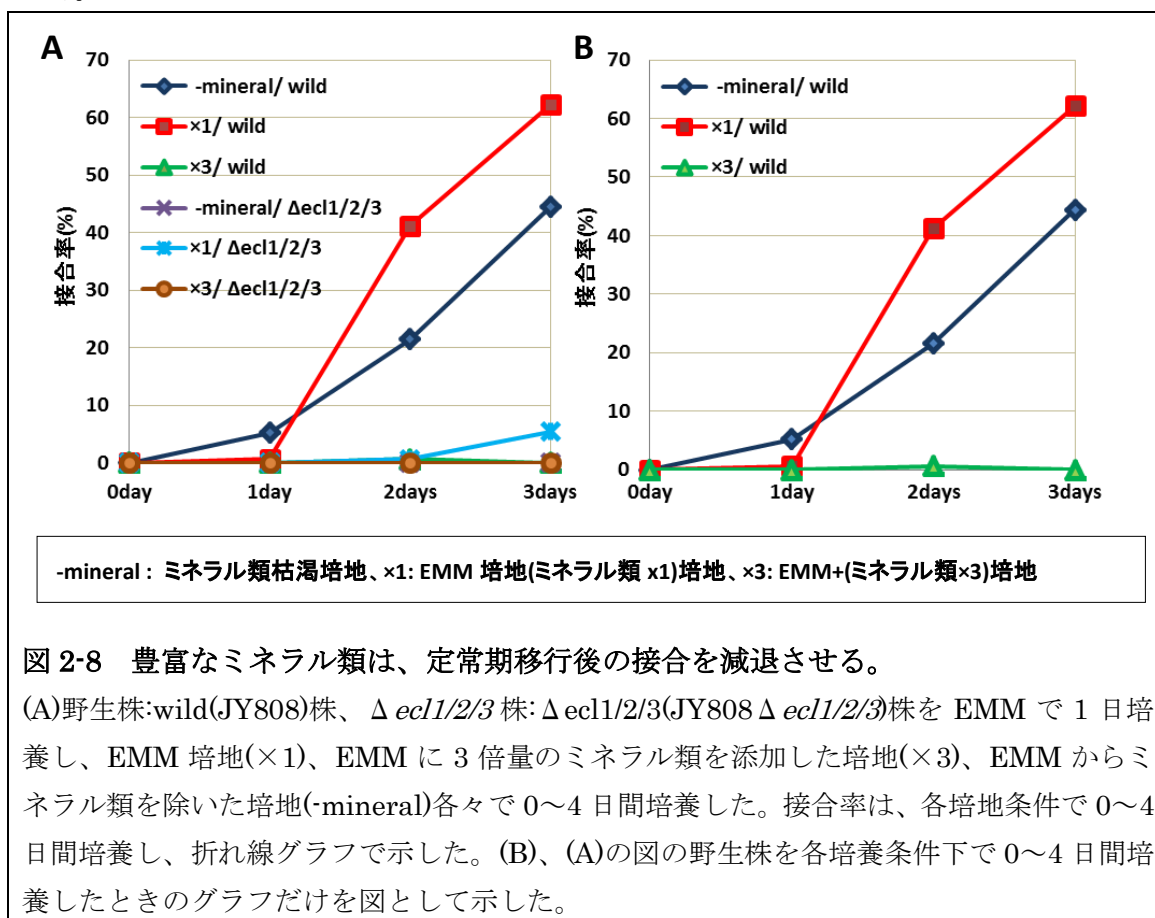 A
70
60
50
40
30
20
10
0
接合率(%)
-mineral/ wild
×1/ wild
×3/ wild
-mineral/ Δecl1/2/3
×1/ Δecl1/2/3
×3/ Δecl1/2/3
0day 1day 2days 3days
B
70
60
50
40
30
20
10
0
接合率(%)
-mineral/ wild
×1/ wild
×3/ wild
0day 1day 2days 3days
-mineral : ミネラル類枯渇培地、×1: EMM 培地(ミネラル類 x1)培地、×3: EMM+(ミネラル類×3)培地
図 2-8 豊富なミネラル類は、定常期移行後の接合を減退させる。
(A)野生株:wild(JY808)株、Δecl1/2/3 株:Δecl1/2/3(JY808Δecl1/2/3)株を EMM で 1 日培
養し、EMM 培地(×1)、EMM に 3 倍量のミネラル類を添加した培地(×3)、EMM からミ
ネラル類を除いた培地(-mineral)各々で 0～4 日間培養した。接合率は、各培地条件で 0～4
日間培養し、折れ線グラフで示した。(B)、(A)の図の野生株を各培養条件下で 0～4 日間培
養したときのグラフだけを図として示した。